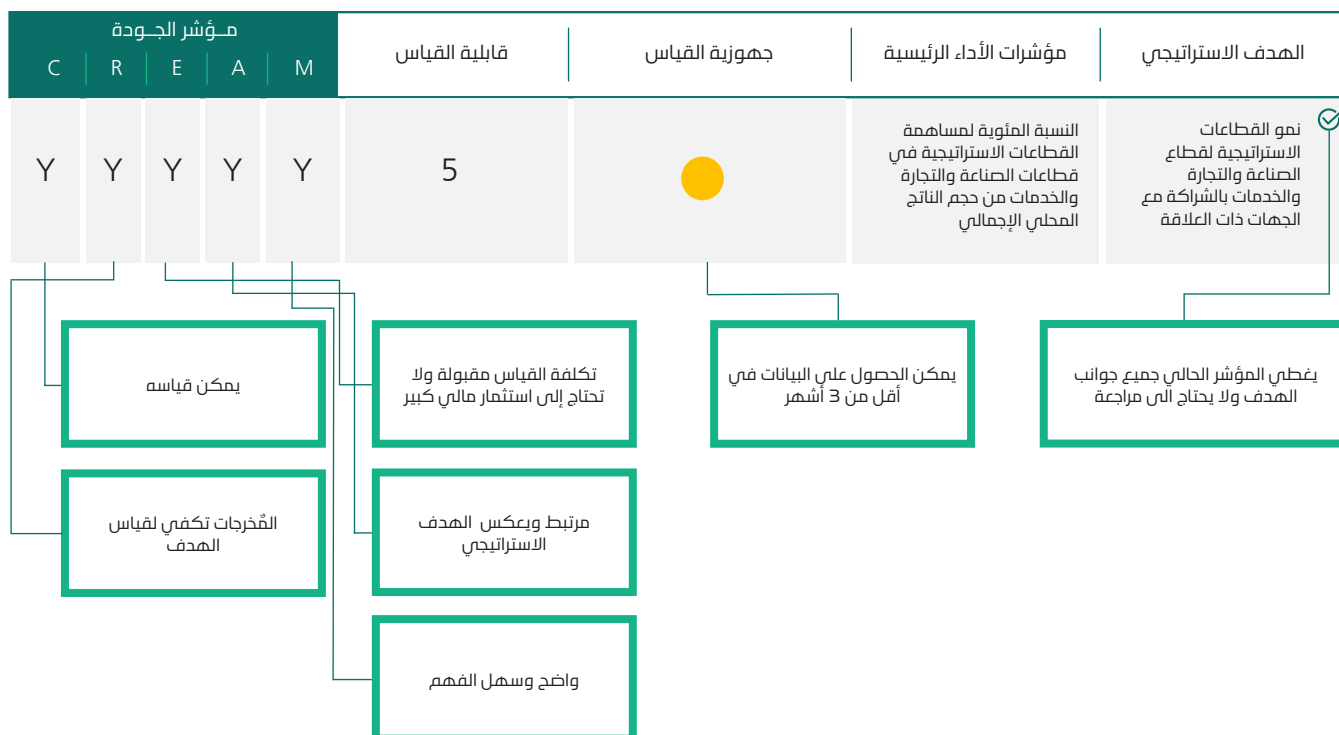 الهدف الاستراتيجي
مؤشرات الأداء الرئيسية
جهوزية القياس
قابلية القياس
مــؤشر الجــودة
C R E A M
نمو القطاعات
الاستراتيجية لقطاع
الصناعة والتجارة
والخدمات بالشراكة مع
الجهات ذات العلاقة
النسبة المئوية لمساهمة
القطاعات الاستراتيجية في
قطاعات الصناعة والتجارة
والخدمات من حجم الناتج
المحلي الإجمالي
5
Y Y Y Y Y
يغطي المؤشر الحالي جميع جوانب
الهدف ولا يحتاج الى مراجعة
يمكن الحصول على البيانات في
أقل من 3 أشهر
تكلفة القياس مقبولة ولا
تحتاج إلى استثمار مالي كبير
يمكن قياسه
مرتبط ويعكس الهدف
الاستراتيجي
المُخرجات تكفي لقياس
الهدف
واضح وسهل الفهم